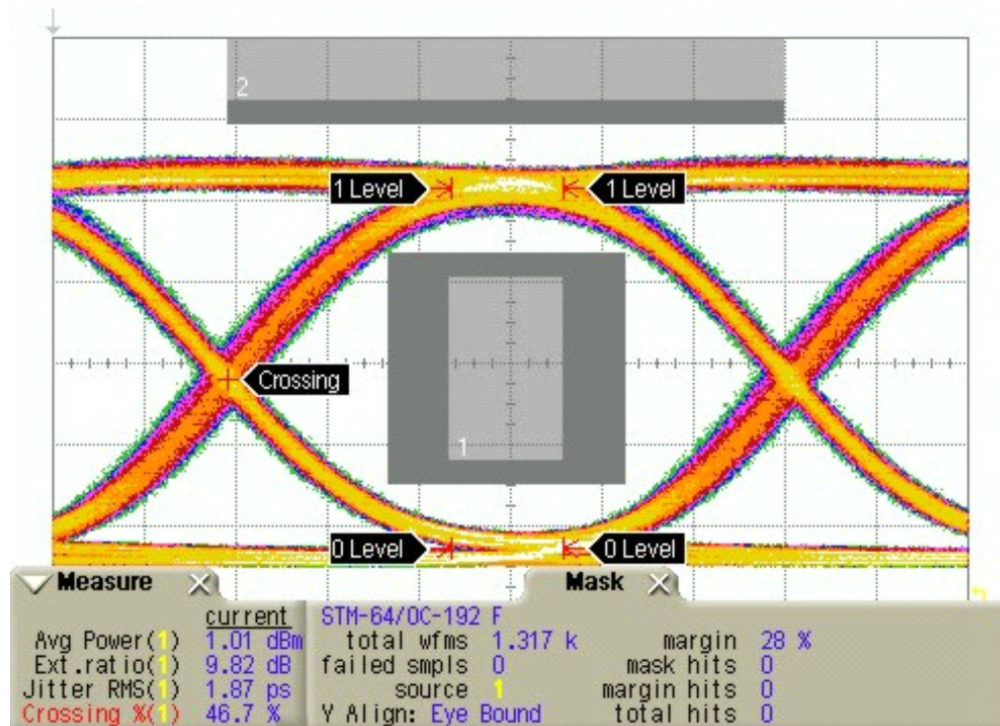 2
1 Level
1 Level
Crossing
1
0 Level
0 Level
Measure
current
Avg Power(1) 1.01 dBm
Ext.ratio(1) 9.82 dB
Jitter RMS(1) 1.87 ps
Crossing %(1) 46.7 %
Mask
STM-64/OC-192 F
total wfms 1.317 k
failed smpls 0
source 1
Y Align: Eye Bound
margin 28 %
mask hits 0
margin hits 0
total hits 0